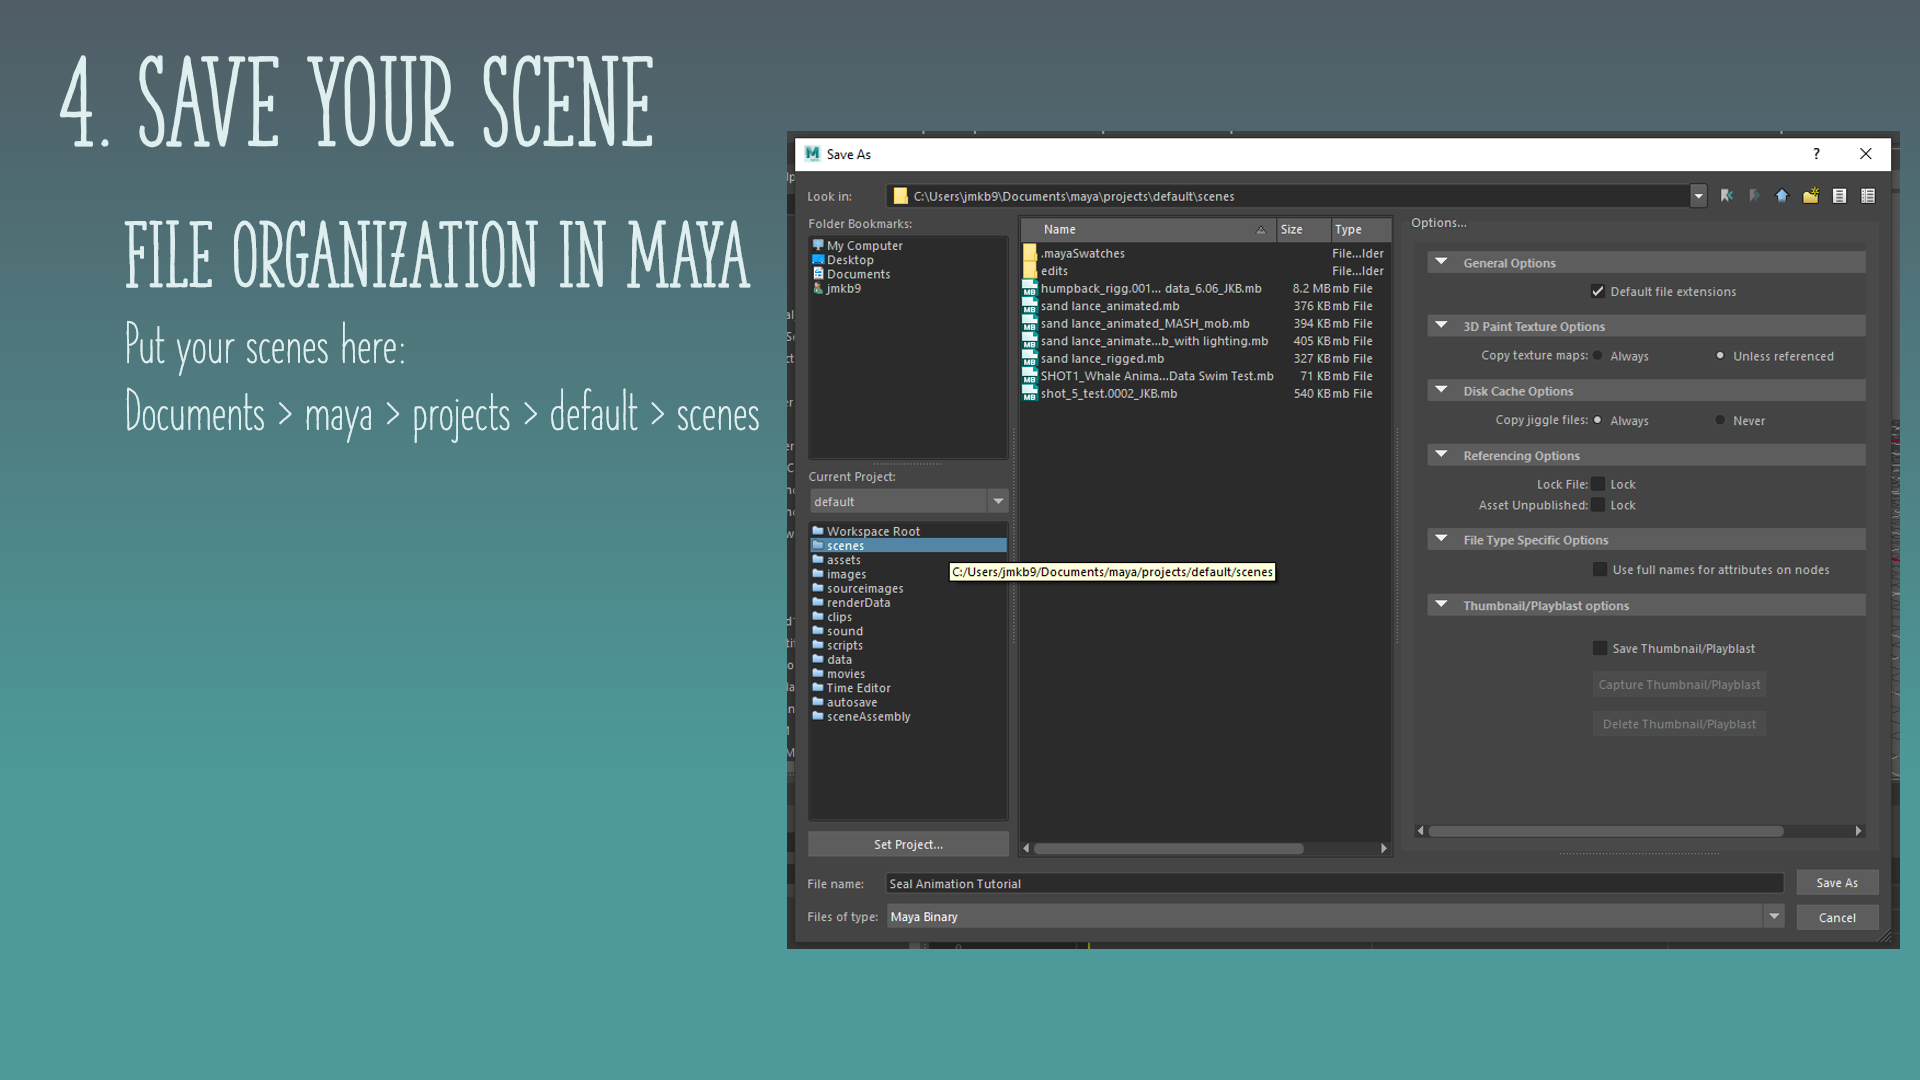 4. SAVE YOUR SCENE
FILE ORGANIZATION IN MAYA
Put your scenes here:
Documents > maya > projects > default > scenes
M Save As ?
Look in: C:\Users\jmkb9\Documents\maya\projects\default\scenes
Folder Bookmarks:
My Computer
Desktop
Documents
jmkb9
Current Project:
default
Workspace Root
scenes
assets
images
sourceimages
renderData
clips
sound
scripts
data
movies
Time Editor
autosave
sceneAssembly
Set Project...
Name Size Type
.mayaSwatches File...lder
edits File...lder
humpback_rigg.001... data_6.06_JKB.mb 8.2 MB mb File
sand lance_animated.mb 376 KB mb File
sand lance_animated_MASH_mob.mb 394 KB mb File
sand lance_animate...b_with lighting.mb 405 KB mb File
sand lance_rigged.mb 327 KB mb File
SHOT1_Whale Anima...Data Swim Test.mb 71 KB mb File
shot_5_test.0002_JKB.mb 540 KB mb File
C:/Users/jmkb9/Documents/maya/projects/default/scenes
Options...
General Options
Default file extensions
3D Paint Texture Options
Copy texture maps: Always Unless referenced
Disk Cache Options
Copy jiggle files: Always Never
Referencing Options
Lock File: Lock
Asset Unpublished: Lock
File Type Specific Options
Use full names for attributes on nodes
Thumbnail/Playblast options
Save Thumbnail/Playblast
Capture Thumbnail/Playblast
Delete Thumbnail/Playblast
File name: Seal Animation Tutorial Save As
Files of type: Maya Binary Cancel